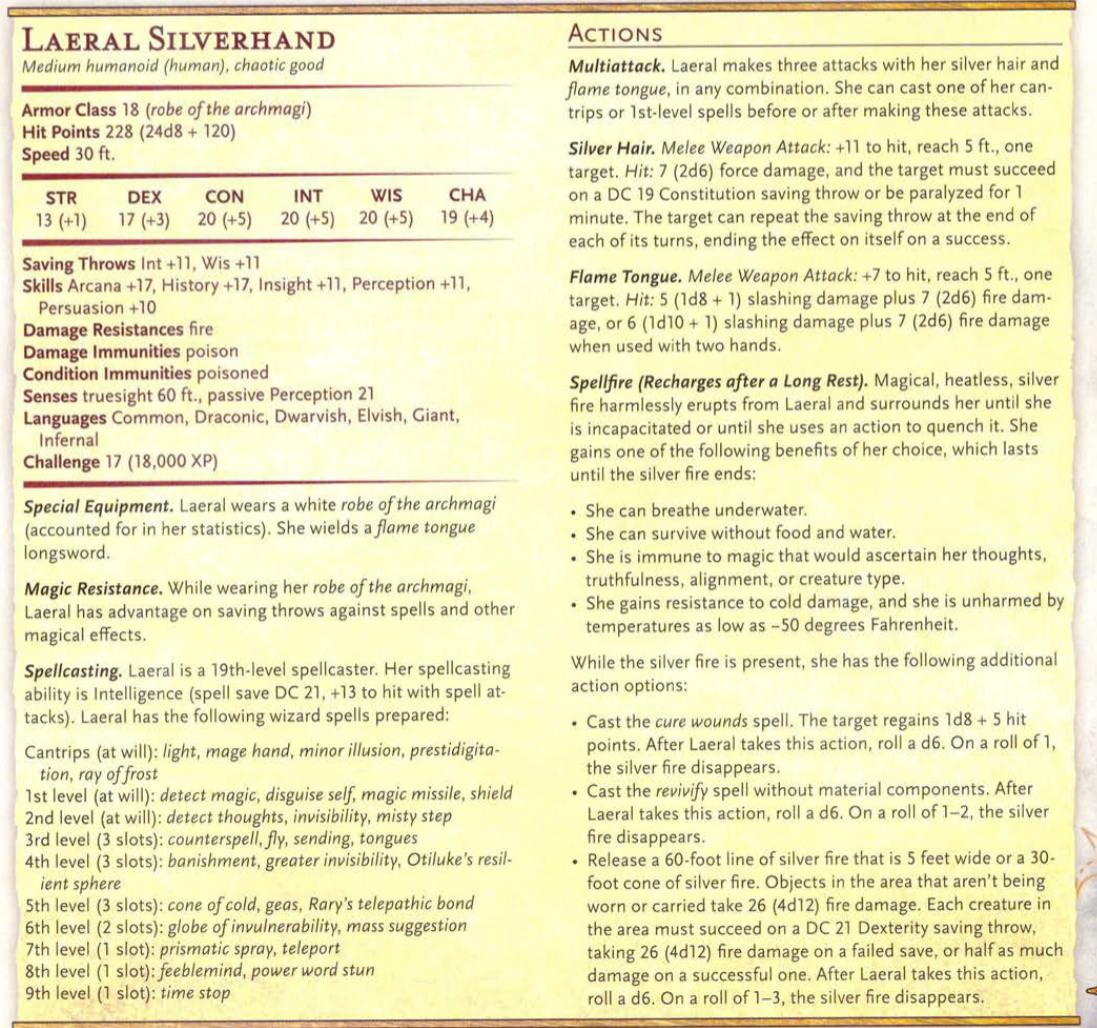 LAERAL SILVERHAND
Medium humanoid (human), chaotic good
Armor Class 18 (robe of the archmagi)
Hit Points 228 (24d8 + 120)
Speed 30 ft.
STR DEX CON INT WIS CHA
13 (+1) 17 (+3) 20 (+5) 20 (+5) 20 (+5) 19 (+4)
Saving Throws Int +11, Wis +11
Skills Arcana +17, History +17, Insight +11, Perception +11,
Persuasion +10
Damage Resistances fire
Damage Immunities poison
Condition Immunities poisoned
Senses truesight 60 ft., passive Perception 21
Languages Common, Draconic, Dwarvish, Elvish, Giant,
Infernal
Challenge 17 (18,000 XP)
Special Equipment. Laeral wears a white robe of the archmagi
(accounted for in her statistics). She wields a flame tongue
longsword.
Magic Resistance. While wearing her robe of the archmagi,
Laeral has advantage on saving throws against spells and other
magical effects.
Spellcasting. Laeral is a 19th-level spellcaster. Her spellcasting
ability is Intelligence (spell save DC 21, +13 to hit with spell at-
tacks). Laeral has the following wizard spells prepared:
Cantrips (at will): light, mage hand, minor illusion, prestidigita-
tion, ray of frost
1st level (at will): detect magic, disguise self, magic missile, shield
2nd level (at will): detect thoughts, invisibility, misty step
3rd level (3 slots): counterspell, fly, sending, tongues
4th level (3 slots): banishment, greater invisibility, Otiluke's resil-
ient sphere
5th level (3 slots): cone of cold, geas, Rary's telepathic bond
6th level (2 slots): globe of invulnerability, mass suggestion
7th level (1 slot): prismatic spray, teleport
8th level (1 slot): feeblemind, power word stun
9th level (1 slot): time stop
ACTIONS
Multiattack. Laeral makes three attacks with her silver hair and
flame tongue, in any combination. She can cast one of her can-
trips or 1st-level spells before or after making these attacks.
Silver Hair. Melee Weapon Attack: +11 to hit, reach 5 ft., one
target. Hit: 7 (2d6) force damage, and the target must succeed
on a DC 19 Constitution saving throw or be paralyzed for 1
minute. The target can repeat the saving throw at the end of
each of its turns, ending the effect on itself on a success.
Flame Tongue. Melee Weapon Attack: +7 to hit, reach 5 ft., one
target. Hit: 5 (1d8 + 1) slashing damage plus 7 (2d6) fire dam-
age, or 6 (1d10 + 1) slashing damage plus 7 (2d6) fire damage
when used with two hands.
Spellfire (Recharges after a Long Rest). Magical, heatless, silver
fire harmlessly erupts from Laeral and surrounds her until she
is incapacitated or until she uses an action to quench it. She
gains one of the following benefits of her choice, which lasts
until the silver fire ends:
• She can breathe underwater.
• She can survive without food and water.
• She is immune to magic that would ascertain her thoughts,
truthfulness, alignment, or creature type.
• She gains resistance to cold damage, and she is unharmed by
temperatures as low as −50 degrees Fahrenheit.
While the silver fire is present, she has the following additional
action options:
• Cast the cure wounds spell. The target regains 1d8 + 5 hit
points. After Laeral takes this action, roll a d6. On a roll of 1,
the silver fire disappears.
• Cast the revivify spell without material components. After
Laeral takes this action, roll a d6. On a roll of 1–2, the silver
fire disappears.
• Release a 60-foot line of silver fire that is 5 feet wide or a 30-
foot cone of silver fire. Objects in the area that aren't being
worn or carried take 26 (4d12) fire damage. Each creature in
the area must succeed on a DC 21 Dexterity saving throw,
taking 26 (4d12) fire damage on a failed save, or half as much
damage on a successful one. After Laeral takes this action,
roll a d6. On a roll of 1–3, the silver fire disappears.